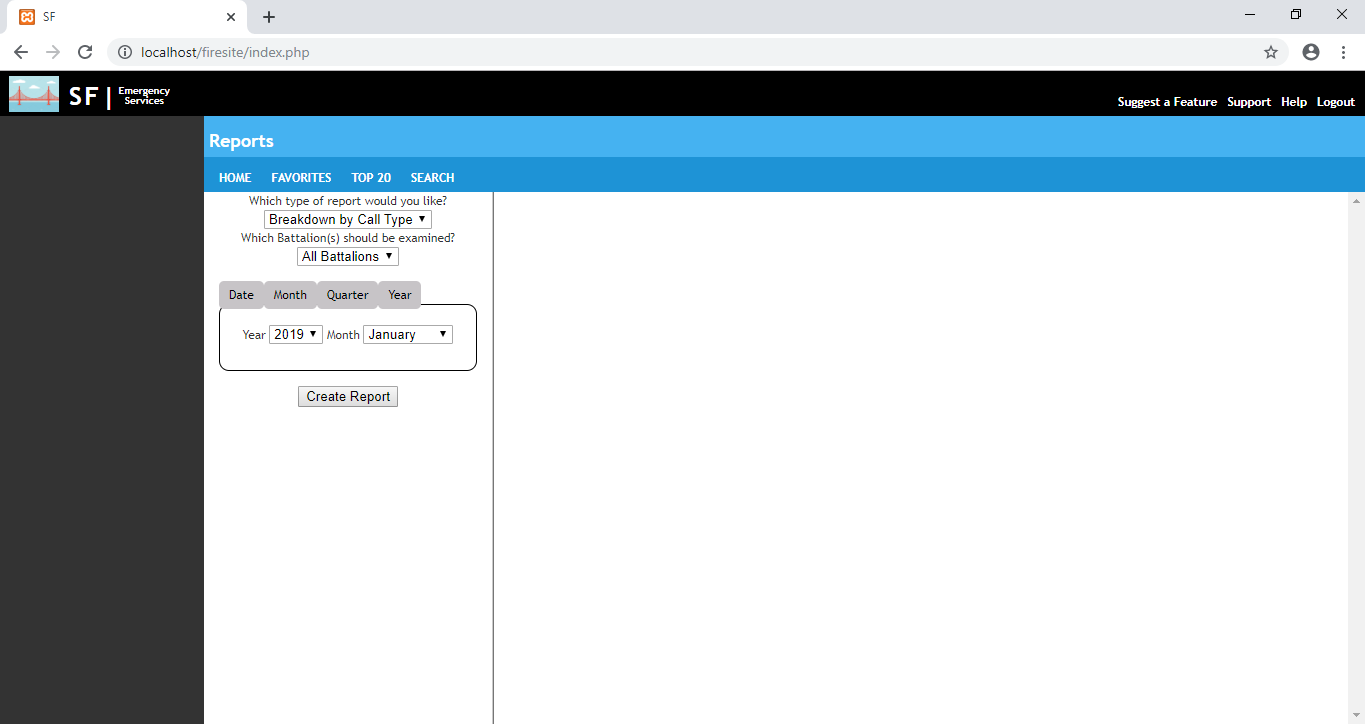 SF
localhost/firesite/index.php
SF | Emergency Services
Suggest a Feature Support Help Logout
Reports
HOME FAVORITES TOP 20 SEARCH
Which type of report would you like?
Breakdown by Call Type
Which Battalion(s) should be examined?
All Battalions
Date Month Quarter Year
Year 2019 Month January
Create Report